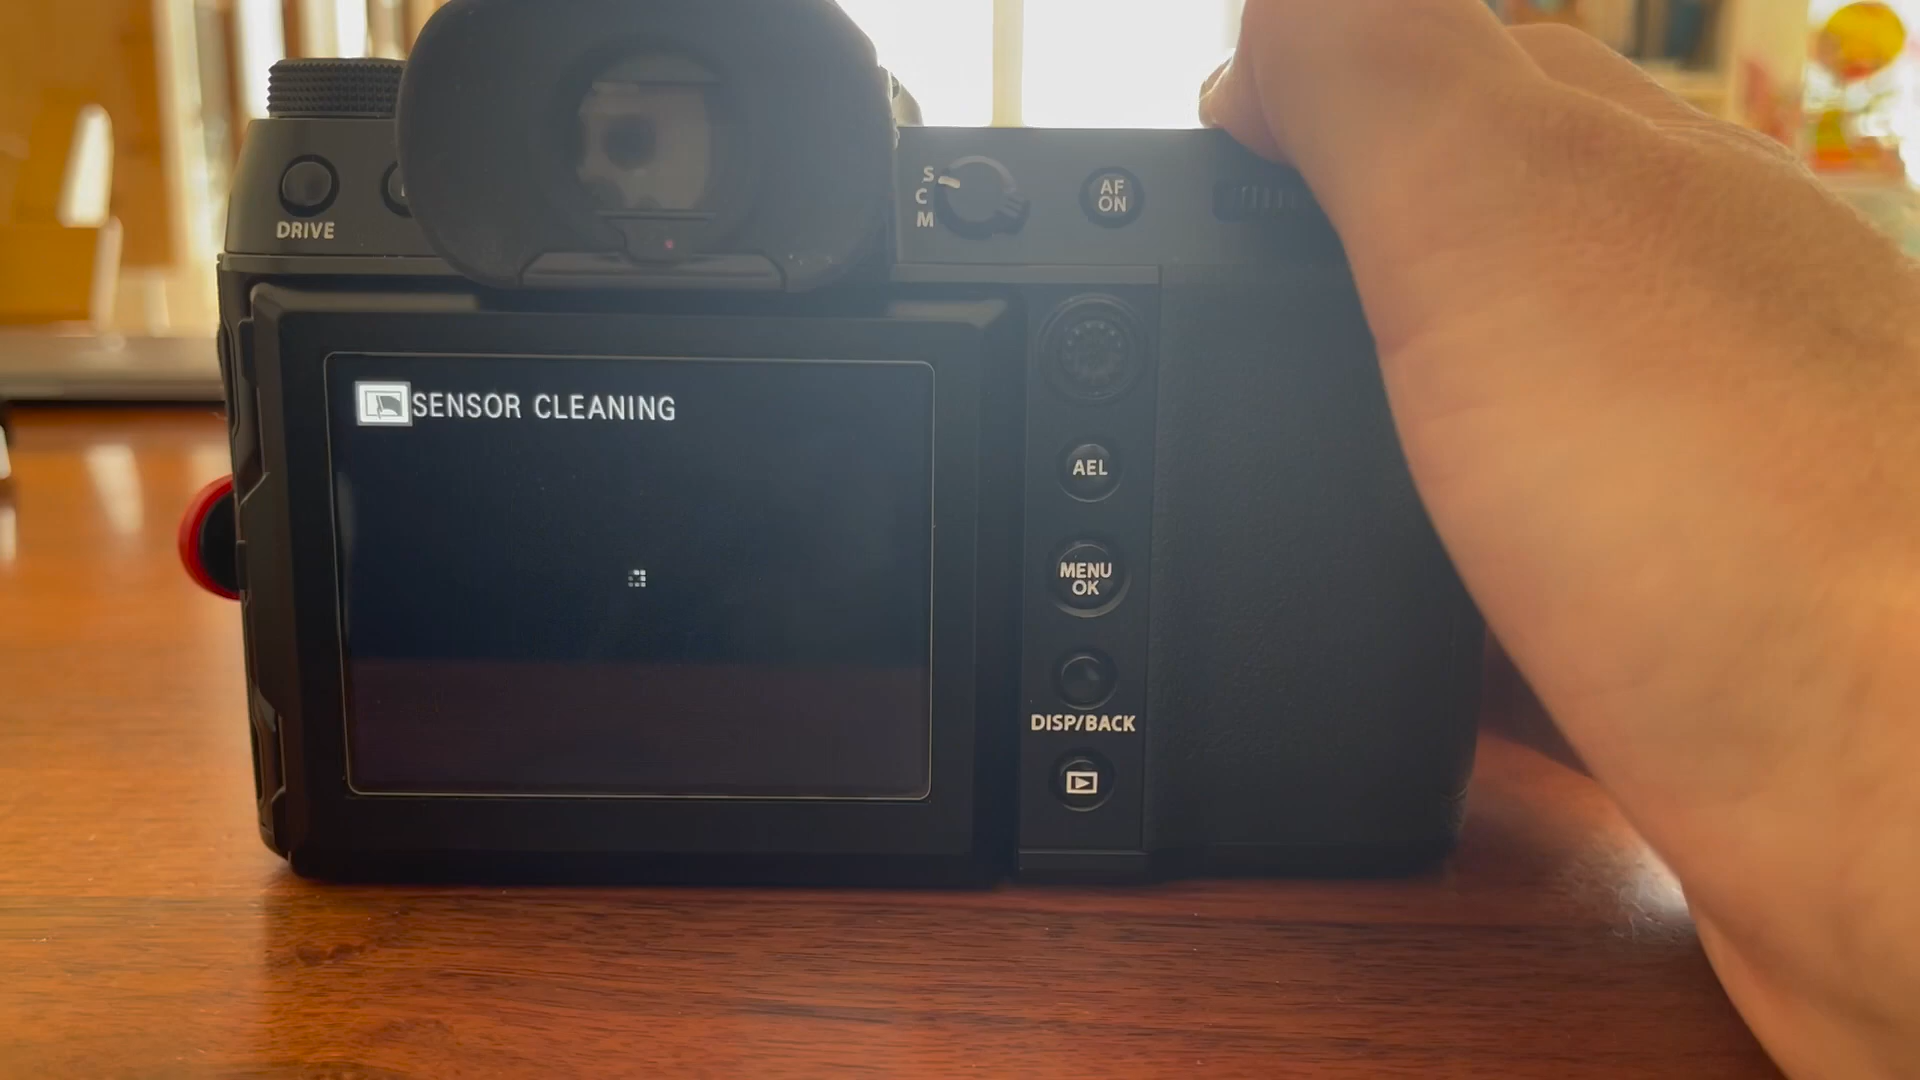 DRIVE
S
C
M
AF
ON
SENSOR CLEANING
AEL
MENU
OK
DISP/BACK